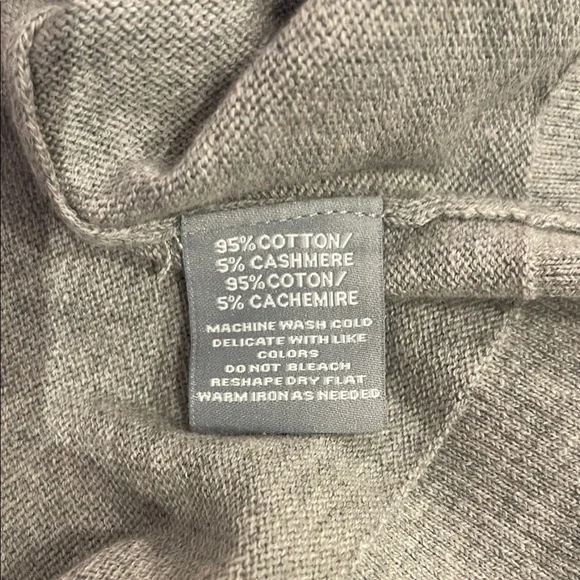 95% COTTON/
5% CASHMERE
95% COTON/
5% CACHEMIRE
MACHINE WASH COLD
DELICATE WITH LIKE
COLORS
DO NOT BLEACH
RESHAPE DRY FLAT
WARM IRON AS NEEDED